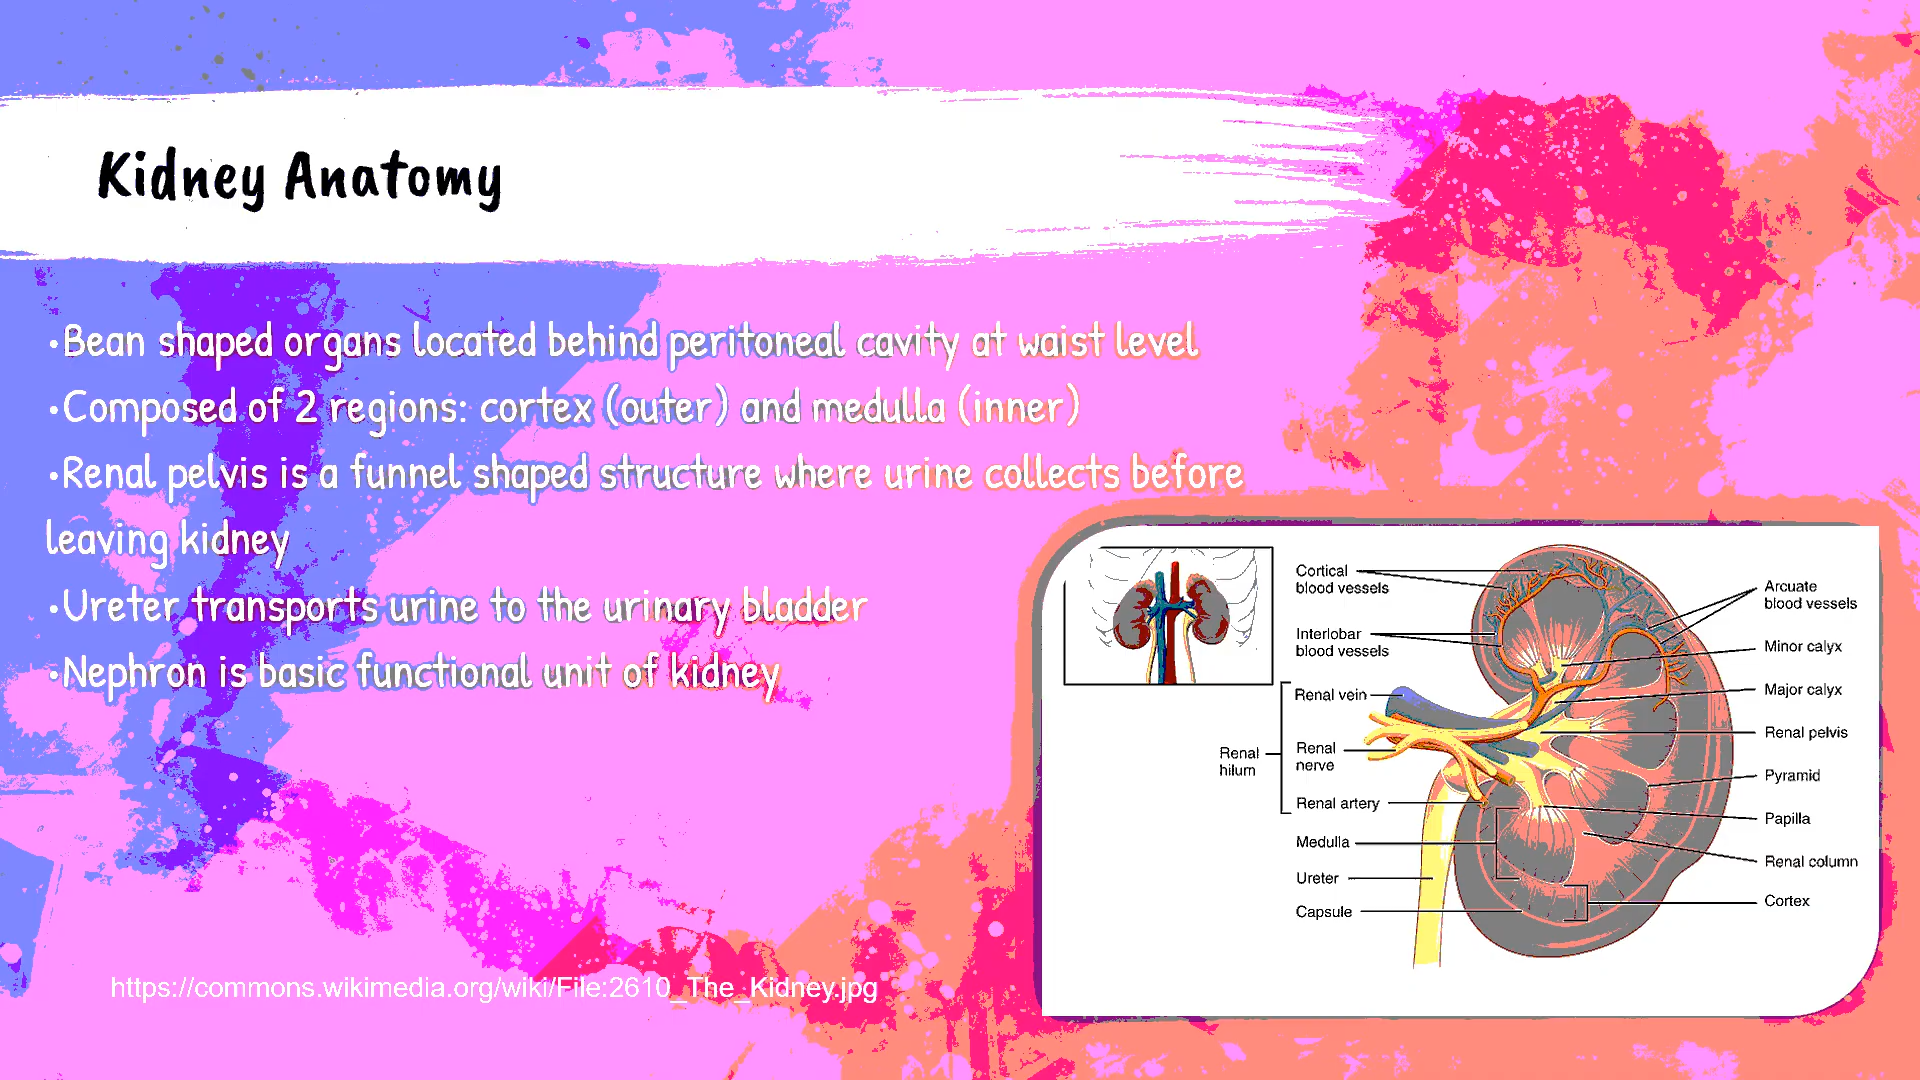 Kidney Anatomy
•Bean shaped organs located behind peritoneal cavity at waist level
•Composed of 2 regions: cortex (outer) and medulla (inner)
•Renal pelvis is a funnel shaped structure where urine collects before
leaving kidney
•Ureter transports urine to the urinary bladder
•Nephron is basic functional unit of kidney
https://commons.wikimedia.org/wiki/File:2610_The_Kidney.jpg
Cortical
blood vessels
Interlobar
blood vessels
Renal vein
Renal
hilum
Renal
nerve
Renal artery
Medulla
Ureter
Capsule
Arcuate
blood vessels
Minor calyx
Major calyx
Renal pelvis
Pyramid
Papilla
Renal column
Cortex